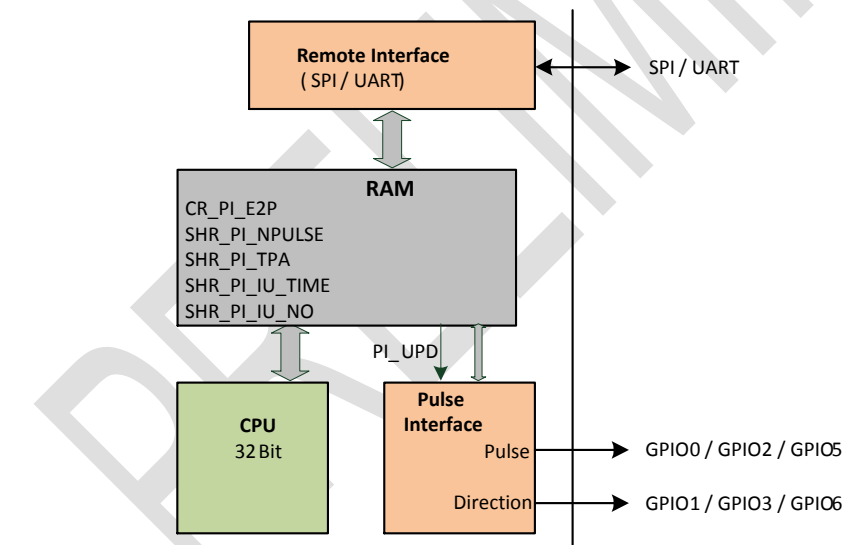 Remote Interface
( SPI / UART)
SPI / UART
RAM
CR_PI_E2P
SHR_PI_NPULSE
SHR_PI_TPA
SHR_PI_IU_TIME
SHR_PI_IU_NO
PI_UPD
CPU
32 Bit
Pulse
Interface
Pulse
GPIO0 / GPIO2 / GPIO5
Direction
GPIO1 / GPIO3 / GPIO6